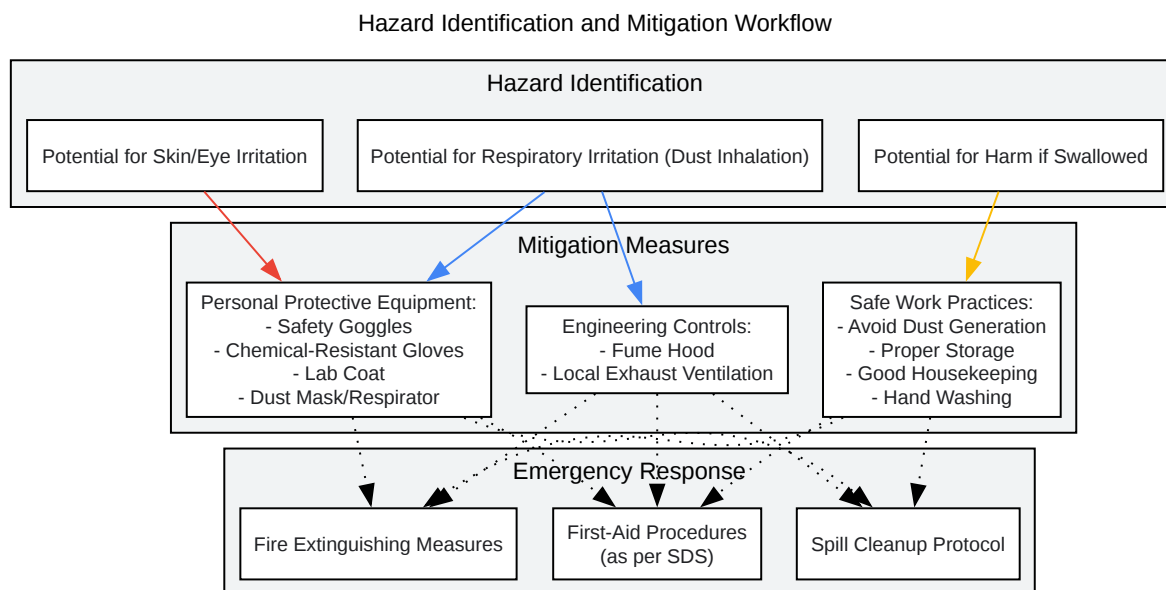 Hazard Identification and Mitigation Workflow
Hazard Identification
Potential for Skin/Eye Irritation
Potential for Respiratory Irritation (Dust Inhalation)
Potential for Harm if Swallowed
Mitigation Measures
Personal Protective Equipment:
- Safety Goggles
- Chemical-Resistant Gloves
- Lab Coat
- Dust Mask/Respirator
Engineering Controls:
- Fume Hood
- Local Exhaust Ventilation
Safe Work Practices:
- Avoid Dust Generation
- Proper Storage
- Good Housekeeping
- Hand Washing
Emergency Response
Fire Extinguishing Measures
First-Aid Procedures
(as per SDS)
Spill Cleanup Protocol